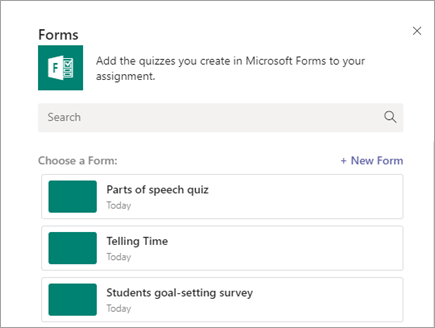 Forms
Add the quizzes you create in Microsoft Forms to your
assignment.
Search
Choose a Form:
+ New Form
Parts of speech quiz
Today
Telling Time
Today
Students goal-setting survey
Today